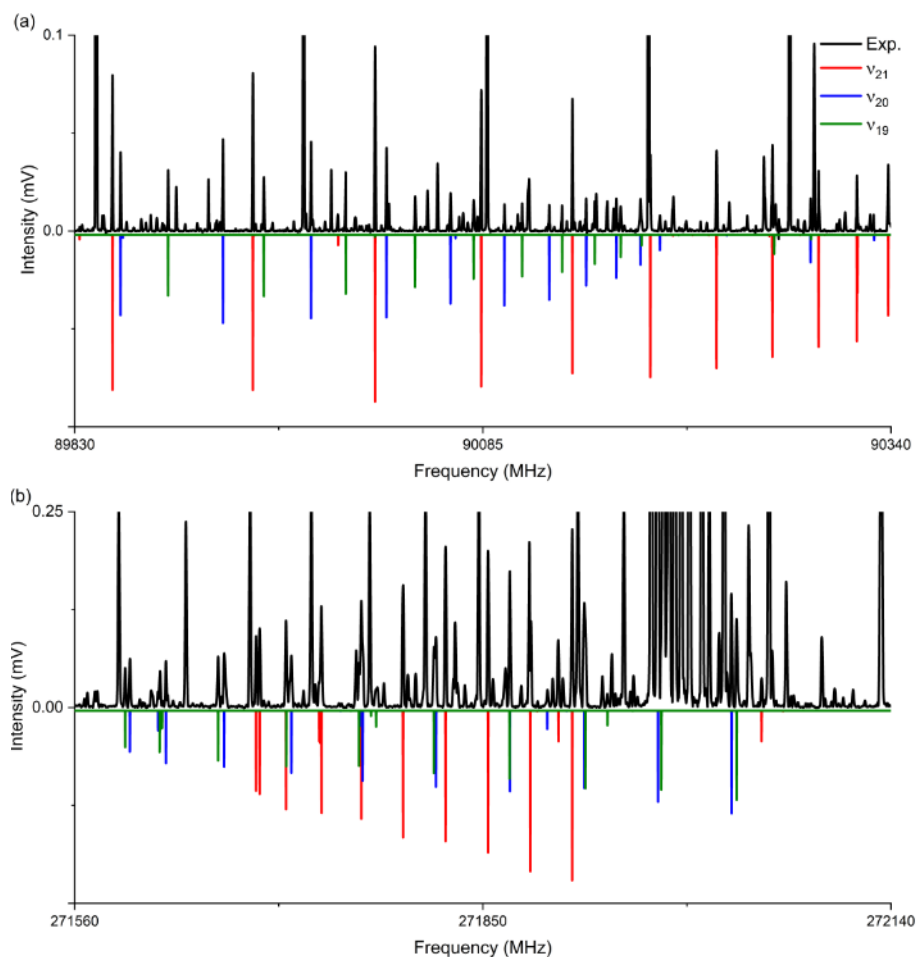 (a)
0.1
Exp.
ν21
ν20
ν19
Intensity (mV)
0.0
89830
90085
90340
Frequency (MHz)
(b)
0.25
Intensity (mV)
0.00
271560
271850
272140
Frequency (MHz)